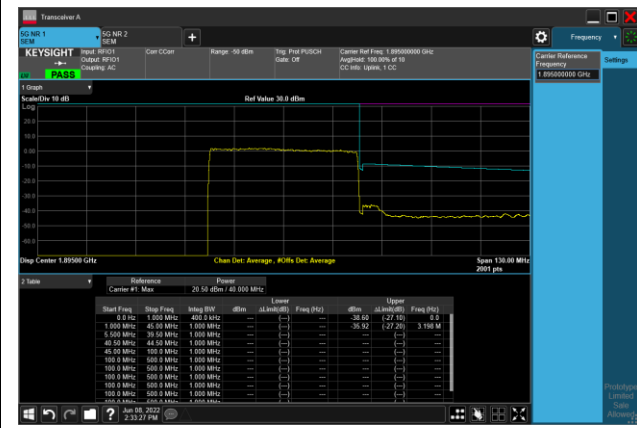 Transceiver A
5G NR 1
SEM
5G NR 2
SEM
Frequency
KEYSIGHT
PASS
Input: RFIO1
Output: RFIO1
Coupling: AC
Corr CCorr
Range: -50 dBm
Trig: Prot PUSCH
Gate: Off
Carrier Ref Freq: 1.895000000 GHz
Avg|Hold: 100.00% of 10
CC Info: Uplink, 1 CC
Carrier Reference
Frequency
1.895000000 GHz
Settings
1 Graph
Scale/Div 10 dB
Ref Value 30.0 dBm
Log
20.0
10.0
0.00
-10.0
-20.0
-30.0
-40.0
-50.0
-60.0
Disp Center 1.89500 GHz
Chan Det: Average , #Offs Det: Average
Span 130.00 MHz
2001 pts
2 Table
Reference Power
Carrier #1: Max 20.50 dBm / 40.000 MHz
Lower Upper
Start Freq Stop Freq Integ BW dBm ΔLimit(dB) Freq (Hz) dBm ΔLimit(dB) Freq (Hz)
0.0 Hz 1.000 MHz 400.0 kHz --- (---) --- -38.60 (-27.10) 0.0
1.000 MHz 45.00 MHz 1.000 MHz --- (---) --- -35.92 (-27.20) 3.198 M
5.500 MHz 39.50 MHz 1.000 MHz --- (---) --- --- (---) ---
40.50 MHz 44.50 MHz 1.000 MHz --- (---) --- --- (---) ---
45.00 MHz 100.0 MHz 1.000 MHz --- (---) --- --- (---) ---
100.0 MHz 500.0 MHz 1.000 MHz --- (---) --- --- (---) ---
100.0 MHz 500.0 MHz 1.000 MHz --- (---) --- --- (---) ---
100.0 MHz 500.0 MHz 1.000 MHz --- (---) --- --- (---) ---
100.0 MHz 500.0 MHz 1.000 MHz --- (---) --- --- (---) ---
Jun 08, 2022
2:33:27 PM
Prototype
Limited
Sale
Allowed